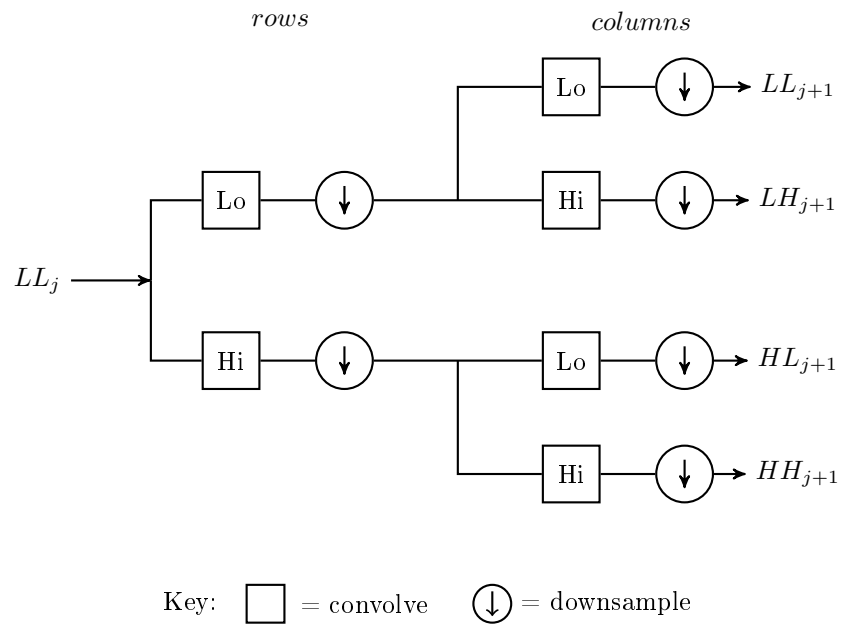 rows columns
Lo ↓ LL_{j+1}
Lo ↓ Hi ↓ LH_{j+1}
LL_j
Hi ↓ Lo ↓ HL_{j+1}
Hi ↓ HH_{j+1}
Key: = convolve ↓ = downsample